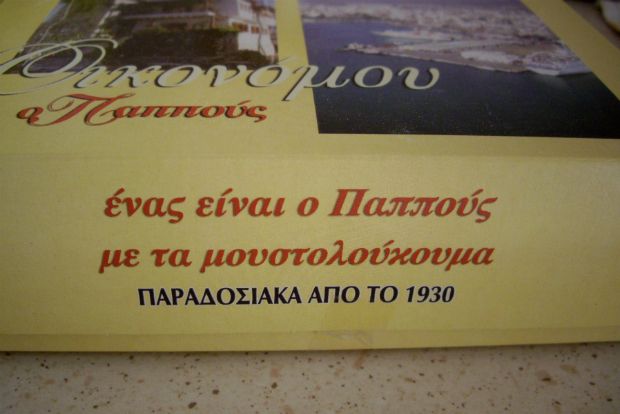 Οικονόμου
ο Παππούς
ένας είναι ο Παππούς
με τα μουστολούκουμα
ΠΑΡΑΔΟΣΙΑΚΑ ΑΠΟ ΤΟ 1930